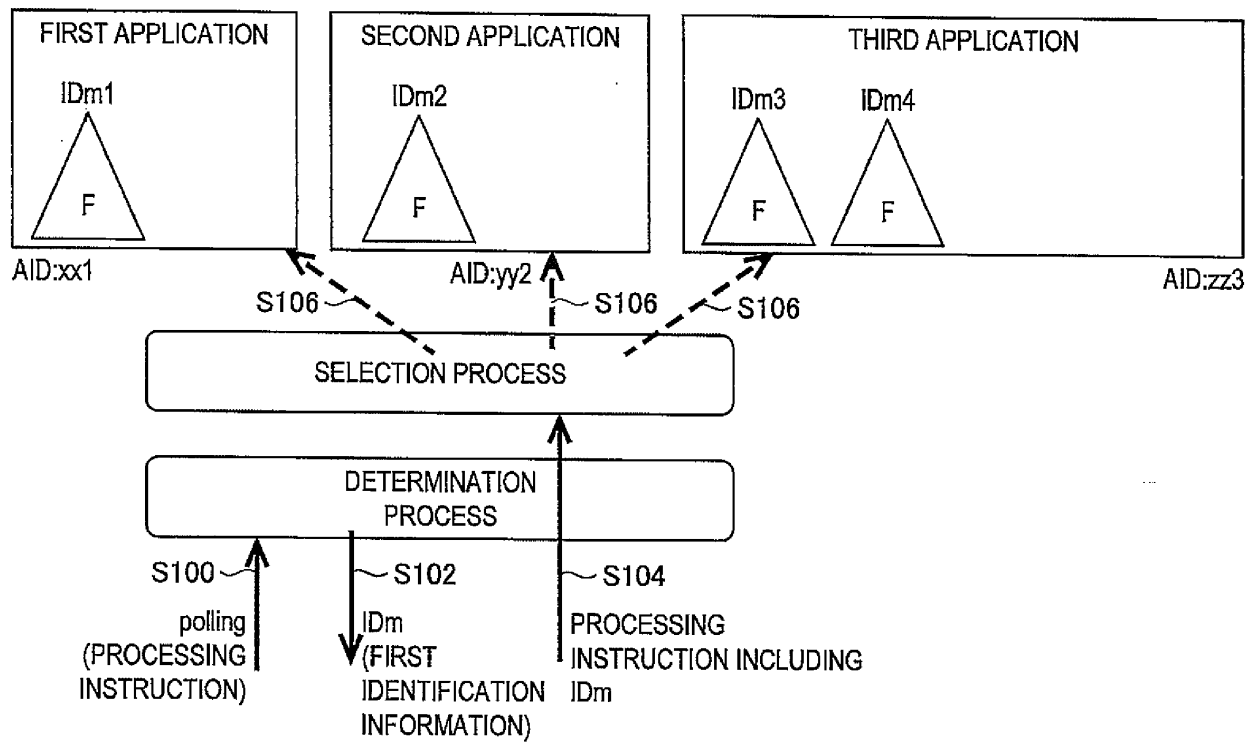 FIRST APPLICATION
IDm1
F
AID:xx1
SECOND APPLICATION
IDm2
F
AID:yy2
THIRD APPLICATION
IDm3
IDm4
F
F
AID:zz3
S106
S106
S106
SELECTION PROCESS
DETERMINATION
PROCESS
S100
polling
(PROCESSING
INSTRUCTION)
S102
IDm
(FIRST
IDENTIFICATION
INFORMATION)
S104
PROCESSING
INSTRUCTION INCLUDING
IDm